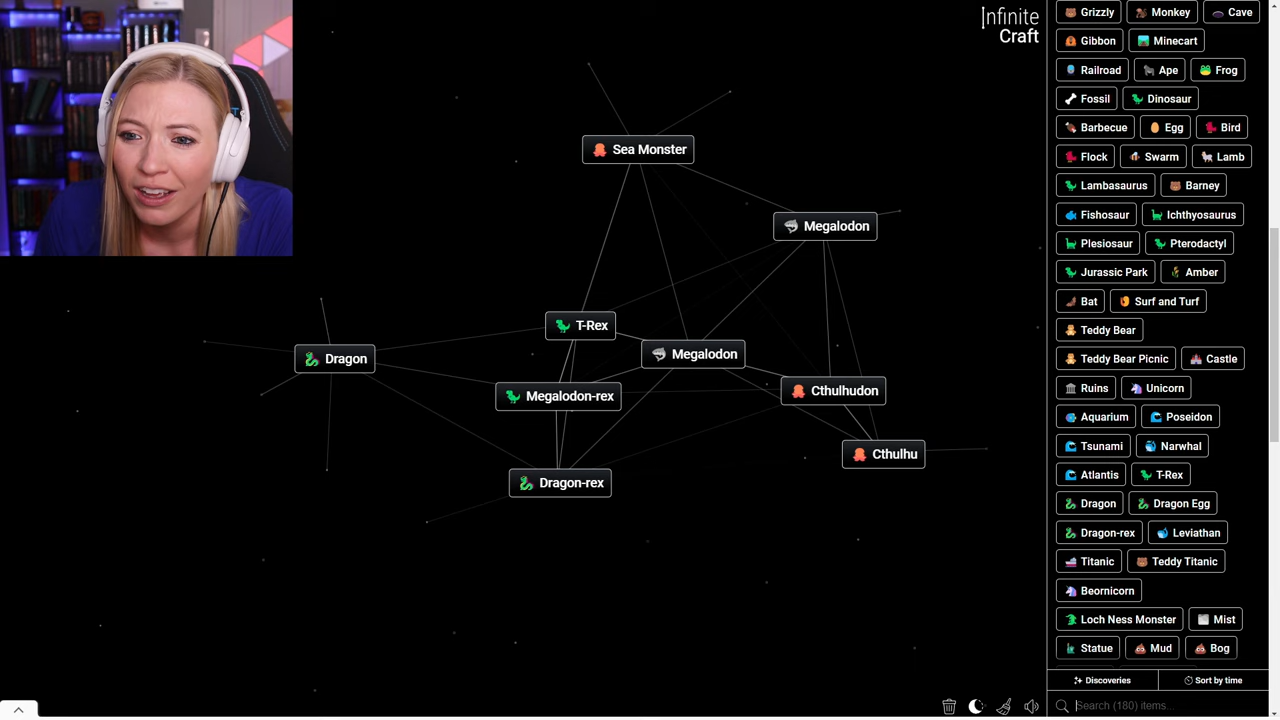 Infinite
Craft
Sea Monster
Megalodon
T-Rex
Megalodon
Dragon
Megalodon-rex
Cthulhudon
Cthulhu
Dragon-rex
Grizzly Monkey Cave
Gibbon Minecart
Railroad Ape Frog
Fossil Dinosaur
Barbecue Egg Bird
Flock Swarm Lamb
Lambasaurus Barney
Fishosaur Ichthyosaurus
Plesiosaur Pterodactyl
Jurassic Park Amber
Bat Surf and Turf
Teddy Bear
Teddy Bear Picnic Castle
Ruins Unicorn
Aquarium Poseidon
Tsunami Narwhal
Atlantis T-Rex
Dragon Dragon Egg
Dragon-rex Leviathan
Titanic Teddy Titanic
Beornicorn
Loch Ness Monster Mist
Statue Mud Bog
Discoveries Sort by time
Search (180) items...